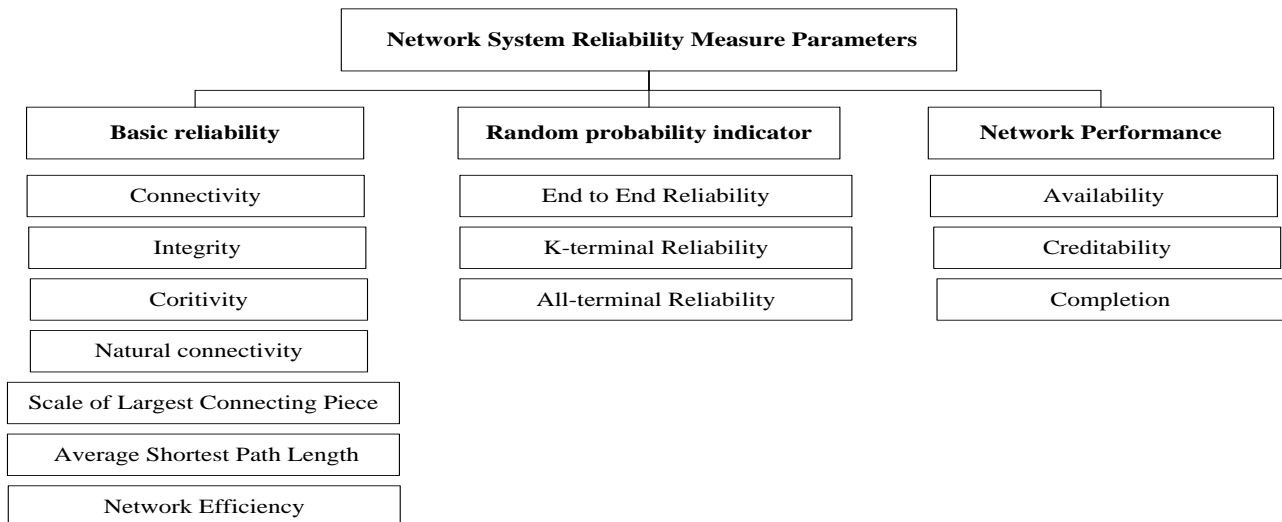 Network System Reliability Measure Parameters
Basic reliability
Random probability indicator
Network Performance
Connectivity
End to End Reliability
Availability
Integrity
K-terminal Reliability
Creditability
Coritivity
All-terminal Reliability
Completion
Natural connectivity
Scale of Largest Connecting Piece
Average Shortest Path Length
Network Efficiency